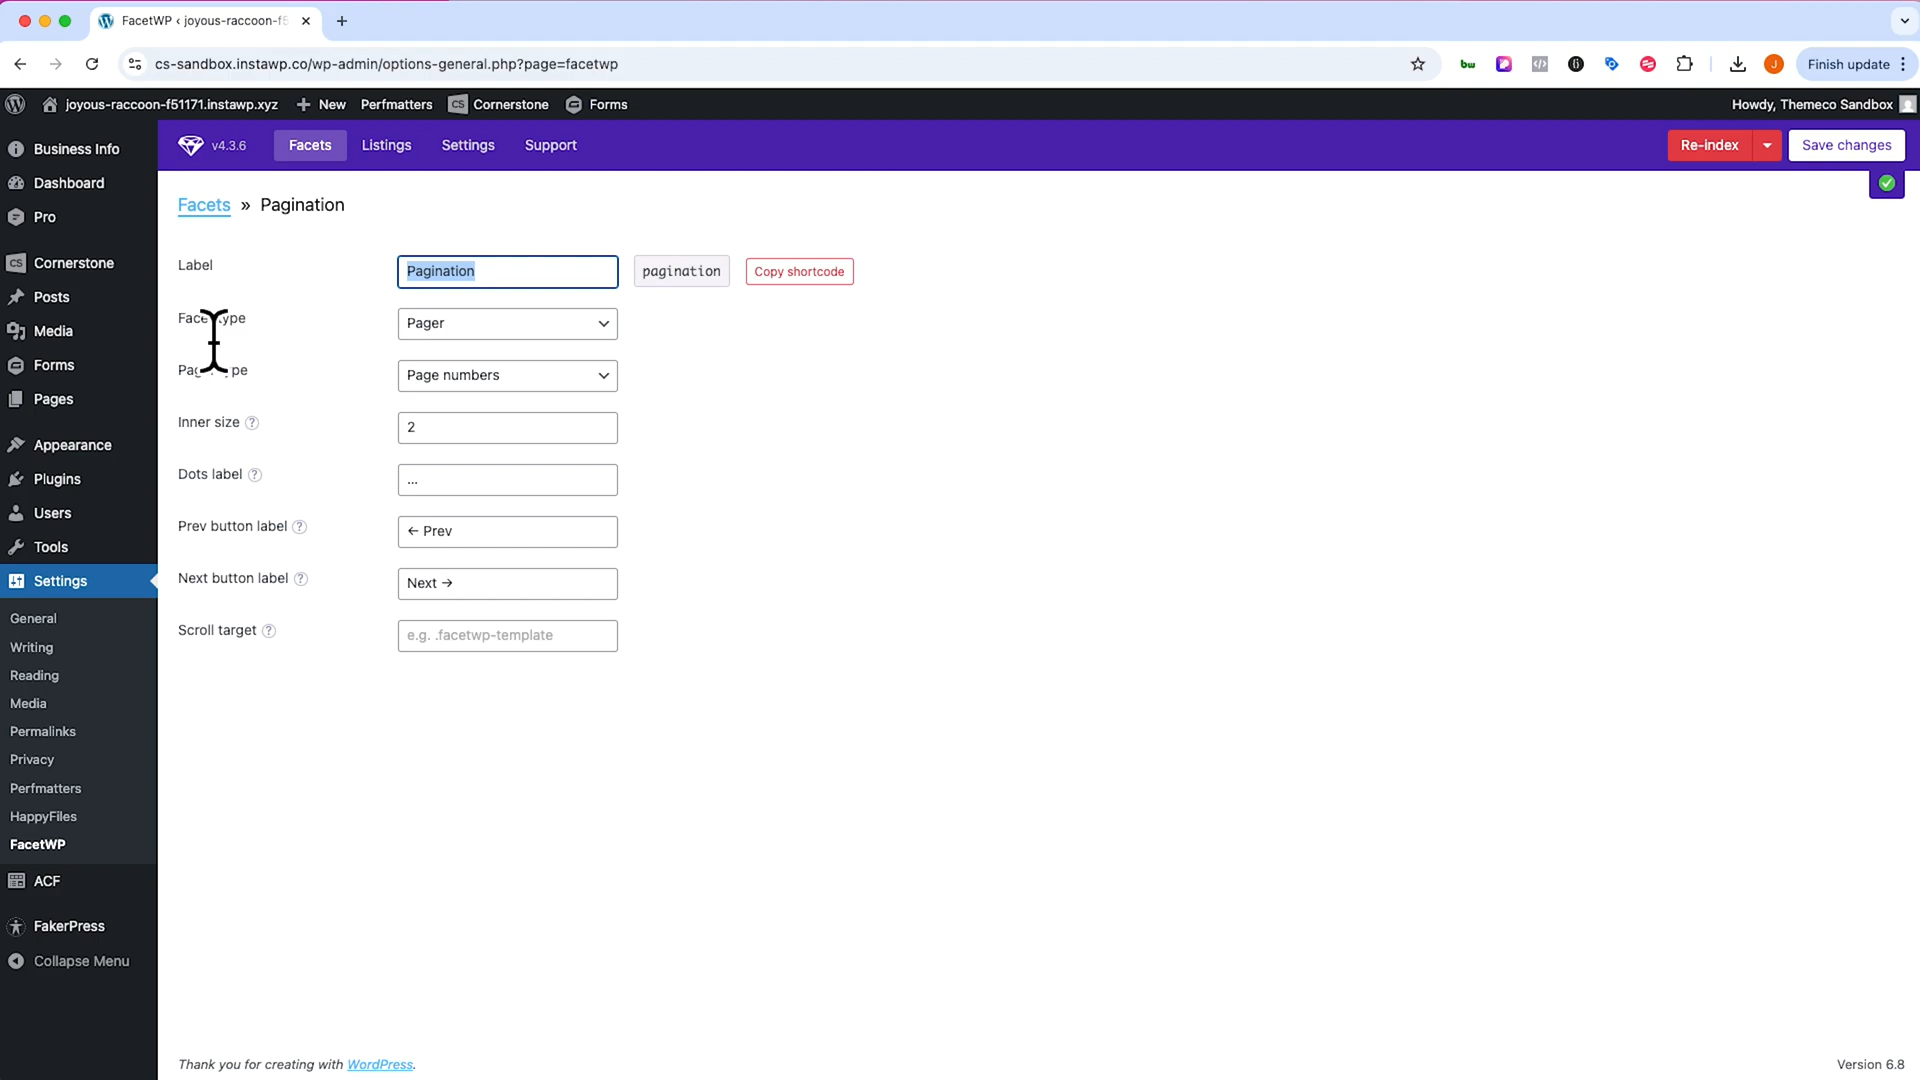 FacetWP ‹ joyous-raccoon-f5
cs-sandbox.instawp.co/wp-admin/options-general.php?page=facetwp
bw
Finish update
joyous-raccoon-f51171.instawp.xyz
New
Perfmatters
CS Cornerstone
Forms
Howdy, Themeco Sandbox
Business Info
Dashboard
Pro
CS Cornerstone
Posts
Media
Forms
Pages
Appearance
Plugins
Users
Tools
Settings
General
Writing
Reading
Media
Permalinks
Privacy
Perfmatters
HappyFiles
FacetWP
ACF
FakerPress
Collapse Menu
v4.3.6
Facets
Listings
Settings
Support
Re-index
Save changes
Facets » Pagination
Label
Pagination
pagination
Copy shortcode
Pager
Page numbers
Inner size ?
2
Dots label ?
...
Prev button label ?
← Prev
Next button label ?
Next →
Scroll target ?
e.g. .facetwp-template
Thank you for creating with WordPress.
Version 6.8